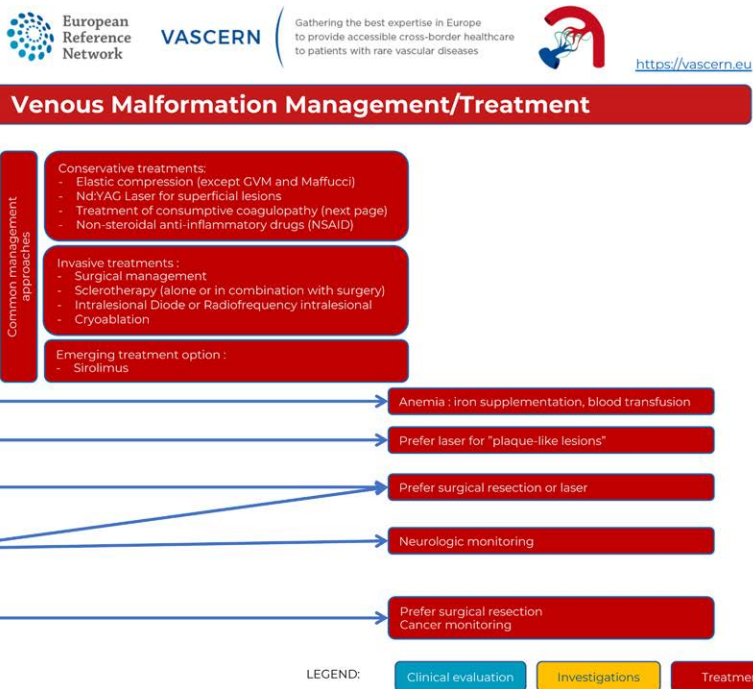 European
Reference
Network
VASCERN
Gathering the best expertise in Europe
to provide accessible cross-border healthcare
to patients with rare vascular diseases
https://vascern.eu
Venous Malformation Management/Treatment
Common management
approaches
Conservative treatments:
- Elastic compression (except GVM and Maffucci)
- Nd:YAG Laser for superficial lesions
- Treatment of consumptive coagulopathy (next page)
- Non-steroidal anti-inflammatory drugs (NSAID)
Invasive treatments :
- Surgical management
- Sclerotherapy (alone or in combination with surgery)
- Intralesional Diode or Radiofrequency intralesional
- Cryoablation
Emerging treatment option :
- Sirolimus
Anemia : iron supplementation, blood transfusion
Prefer laser for "plaque-like lesions"
Prefer surgical resection or laser
Neurologic monitoring
Prefer surgical resection
Cancer monitoring
LEGEND:
Clinical evaluation
Investigations
Treatme